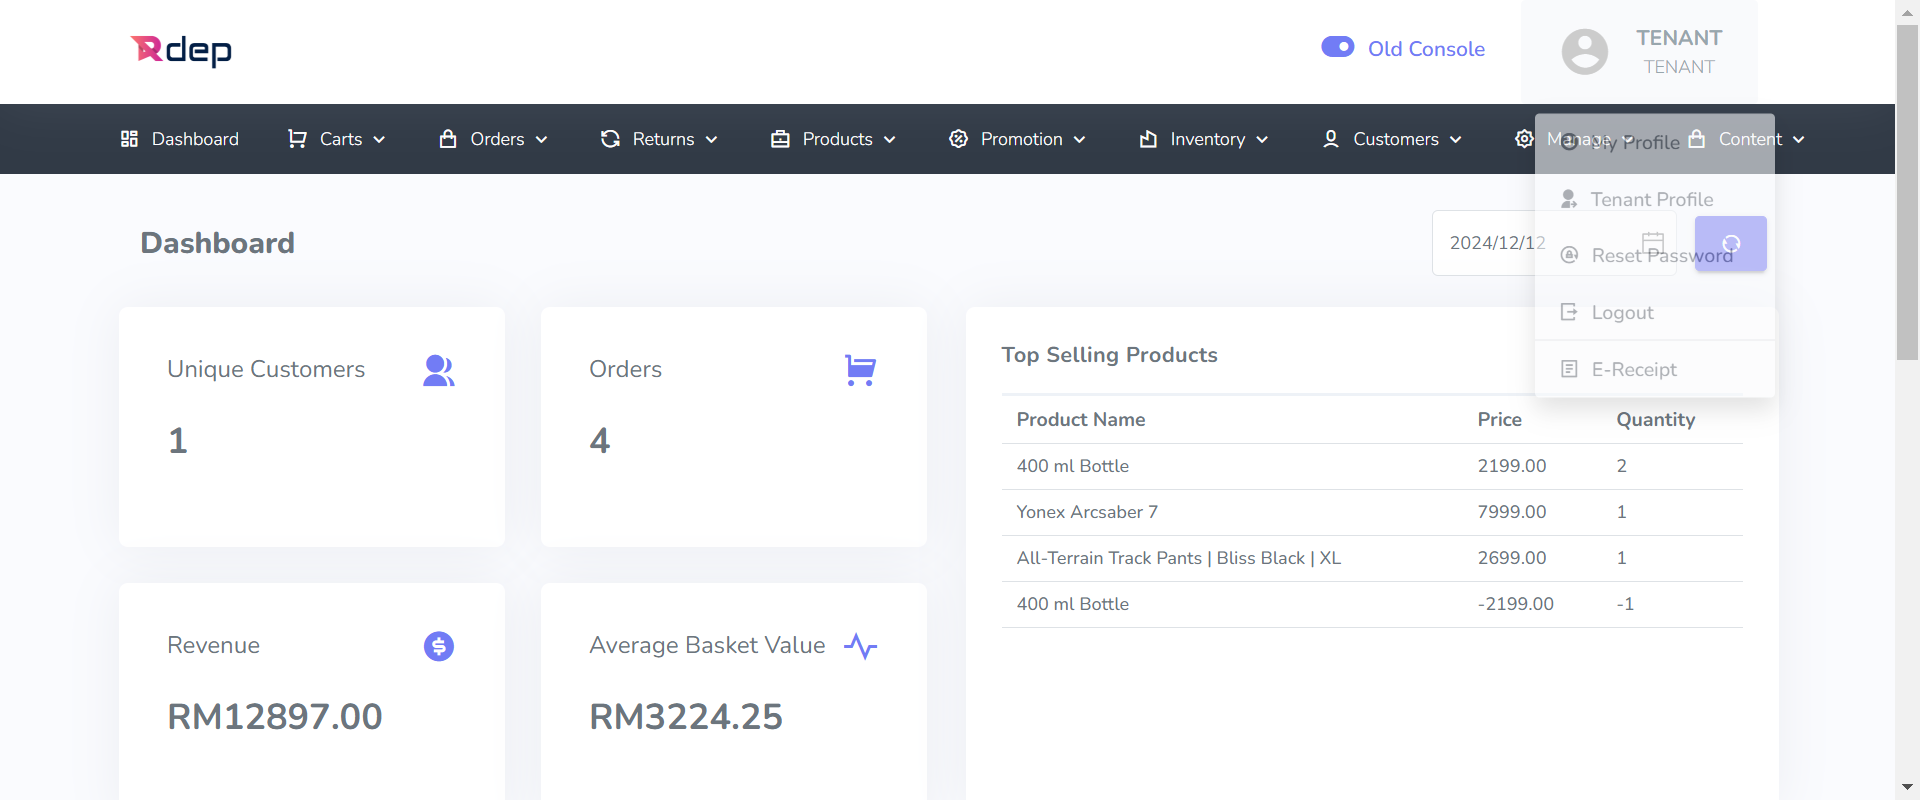 Rdep
Old Console
TENANT
TENANT
Dashboard Carts Orders Returns Products Promotion Inventory Customers Manage Content
My Profile
Tenant Profile
Reset Password
Logout
E-Receipt
Dashboard
2024/12/12
Unique Customers
1
Orders
4
Revenue
RM12897.00
Average Basket Value
RM3224.25
Top Selling Products
Product Name Price Quantity
400 ml Bottle 2199.00 2
Yonex Arcsaber 7 7999.00 1
All-Terrain Track Pants | Bliss Black | XL 2699.00 1
400 ml Bottle -2199.00 -1